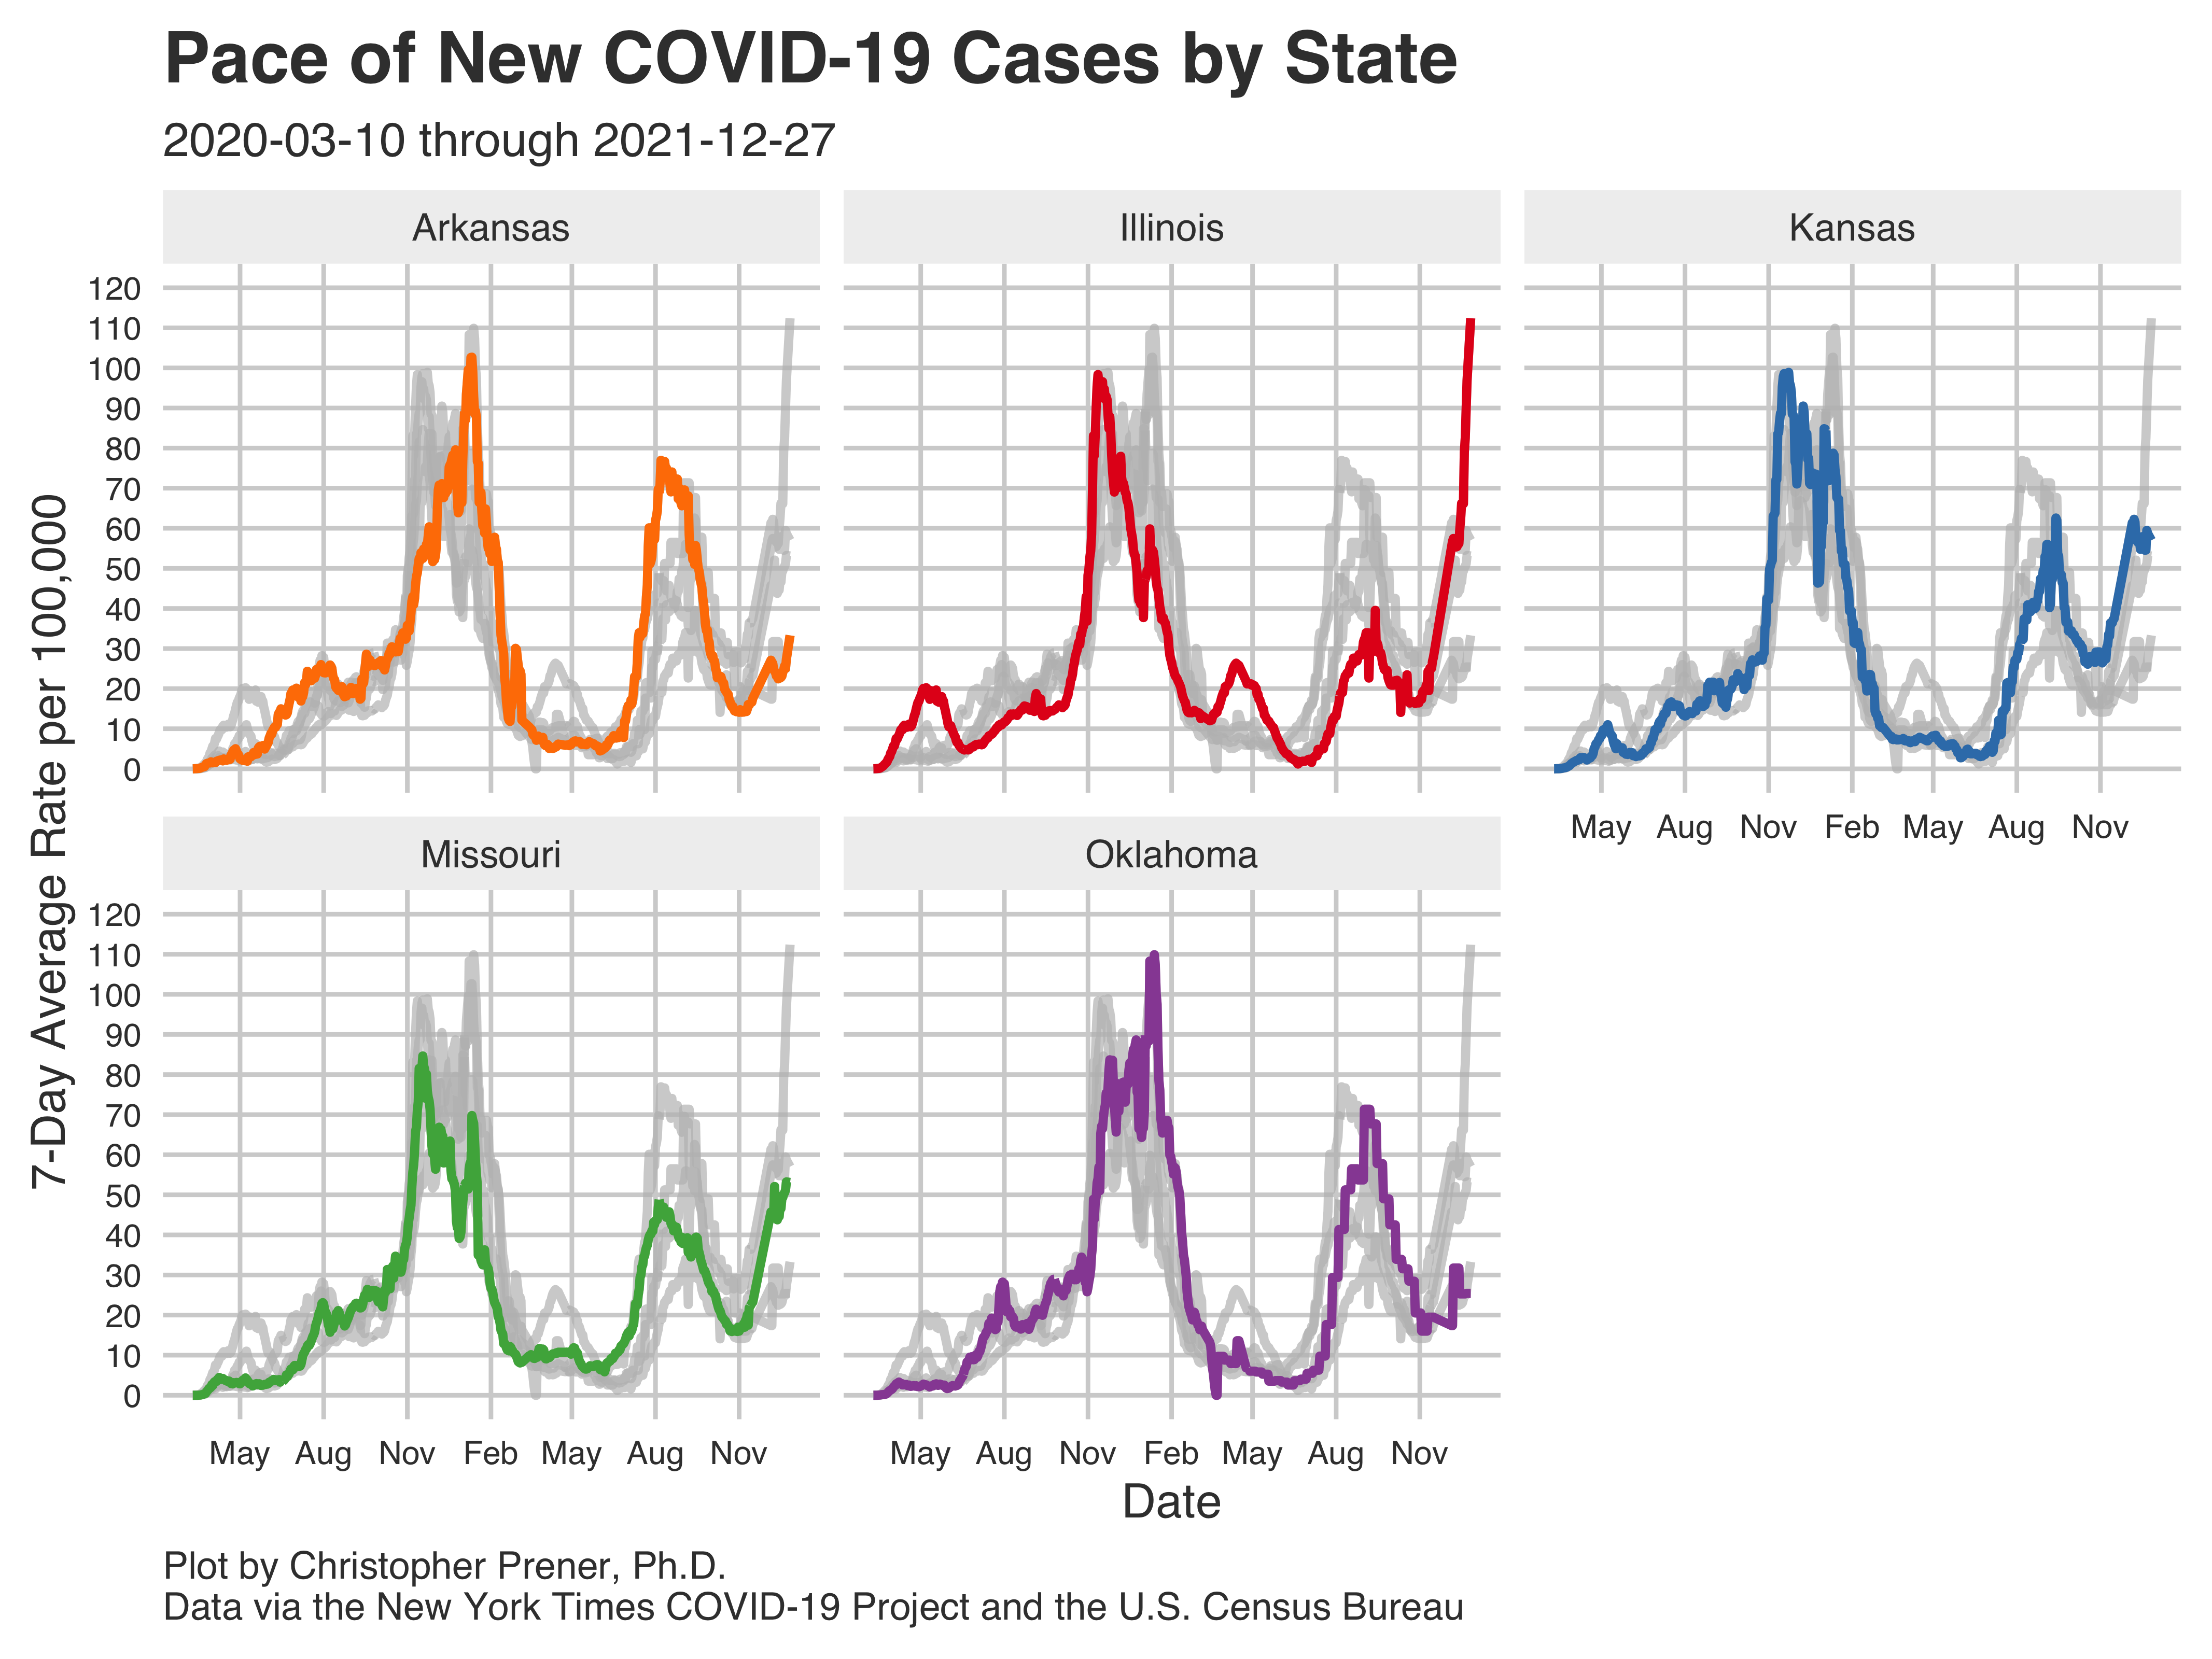 Pace of New COVID-19 Cases by State
2020-03-10 through 2021-12-27
7-Day Average Rate per 100,000
Arkansas
Illinois
Kansas
120
110
100
90
80
70
60
50
40
30
20
10
0
May Aug Nov Feb May Aug Nov
Missouri
Oklahoma
120
110
100
90
80
70
60
50
40
30
20
10
0
May Aug Nov Feb May Aug Nov
May Aug Nov Feb May Aug Nov
Date
Plot by Christopher Prener, Ph.D.
Data via the New York Times COVID-19 Project and the U.S. Census Bureau